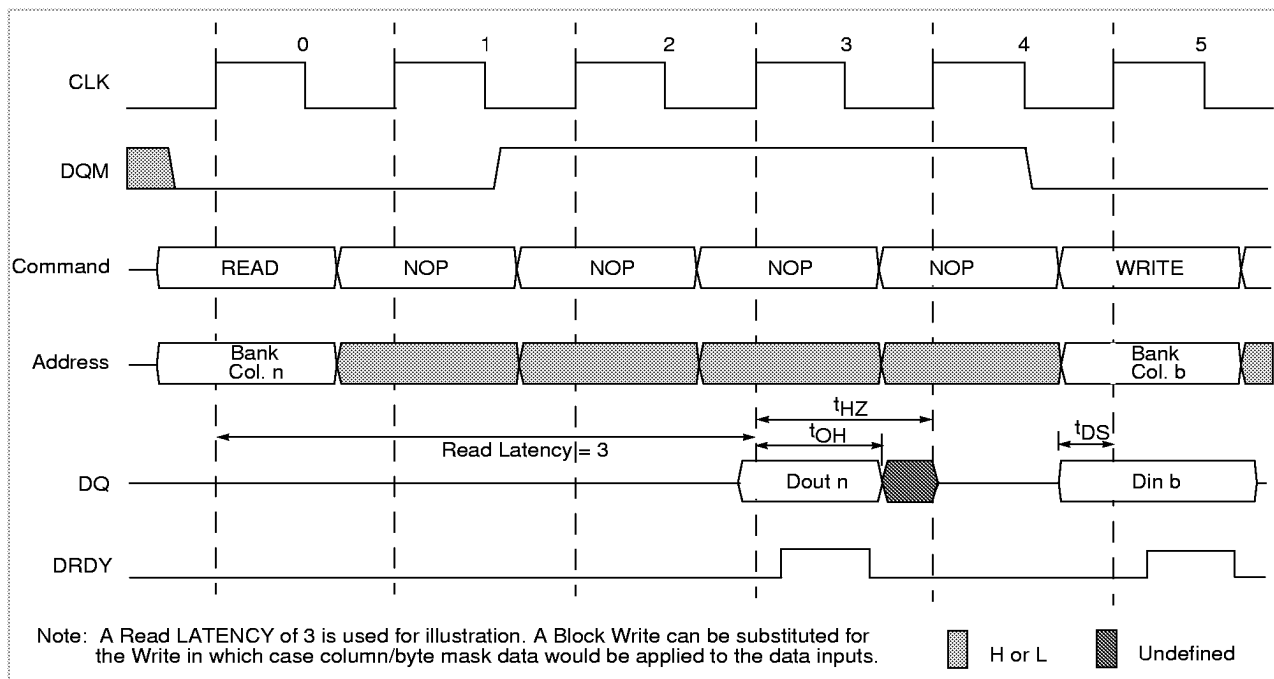 0 1 2 3 4 5
CLK
DQM
Command READ NOP NOP NOP NOP WRITE
Address Bank Col. n Bank Col. b
tHZ
tOH tDS
Read Latency = 3
DQ Dout n Din b
DRDY
Note: A Read LATENCY of 3 is used for illustration. A Block Write can be substituted for
the Write in which case column/byte mask data would be applied to the data inputs.
H or L Undefined